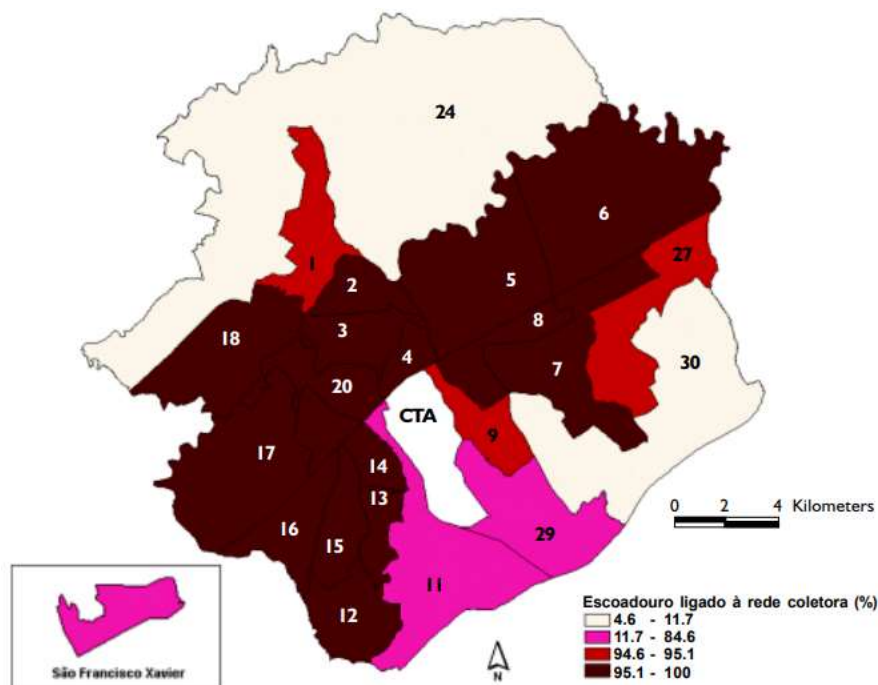 24
6
1
27
2
5
8
3
18
4
7
30
20
CTA
9
17
14
13
0 2 4 Kilometers
16
15
29
11
12
Escoadouro ligado à rede coletora (%)
4.6 - 11.7
11.7 - 84.6
94.6 - 95.1
95.1 - 100
N
São Francisco Xavier